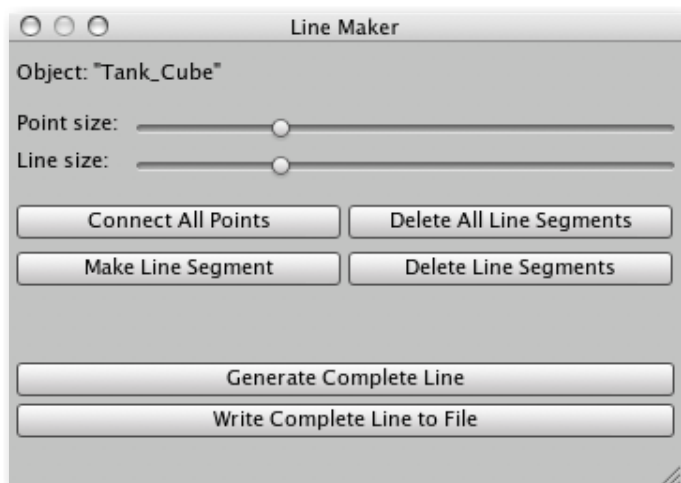 Line Maker
Object: "Tank_Cube"
Point size:
Line size:
Connect All Points
Delete All Line Segments
Make Line Segment
Delete Line Segments
Generate Complete Line
Write Complete Line to File